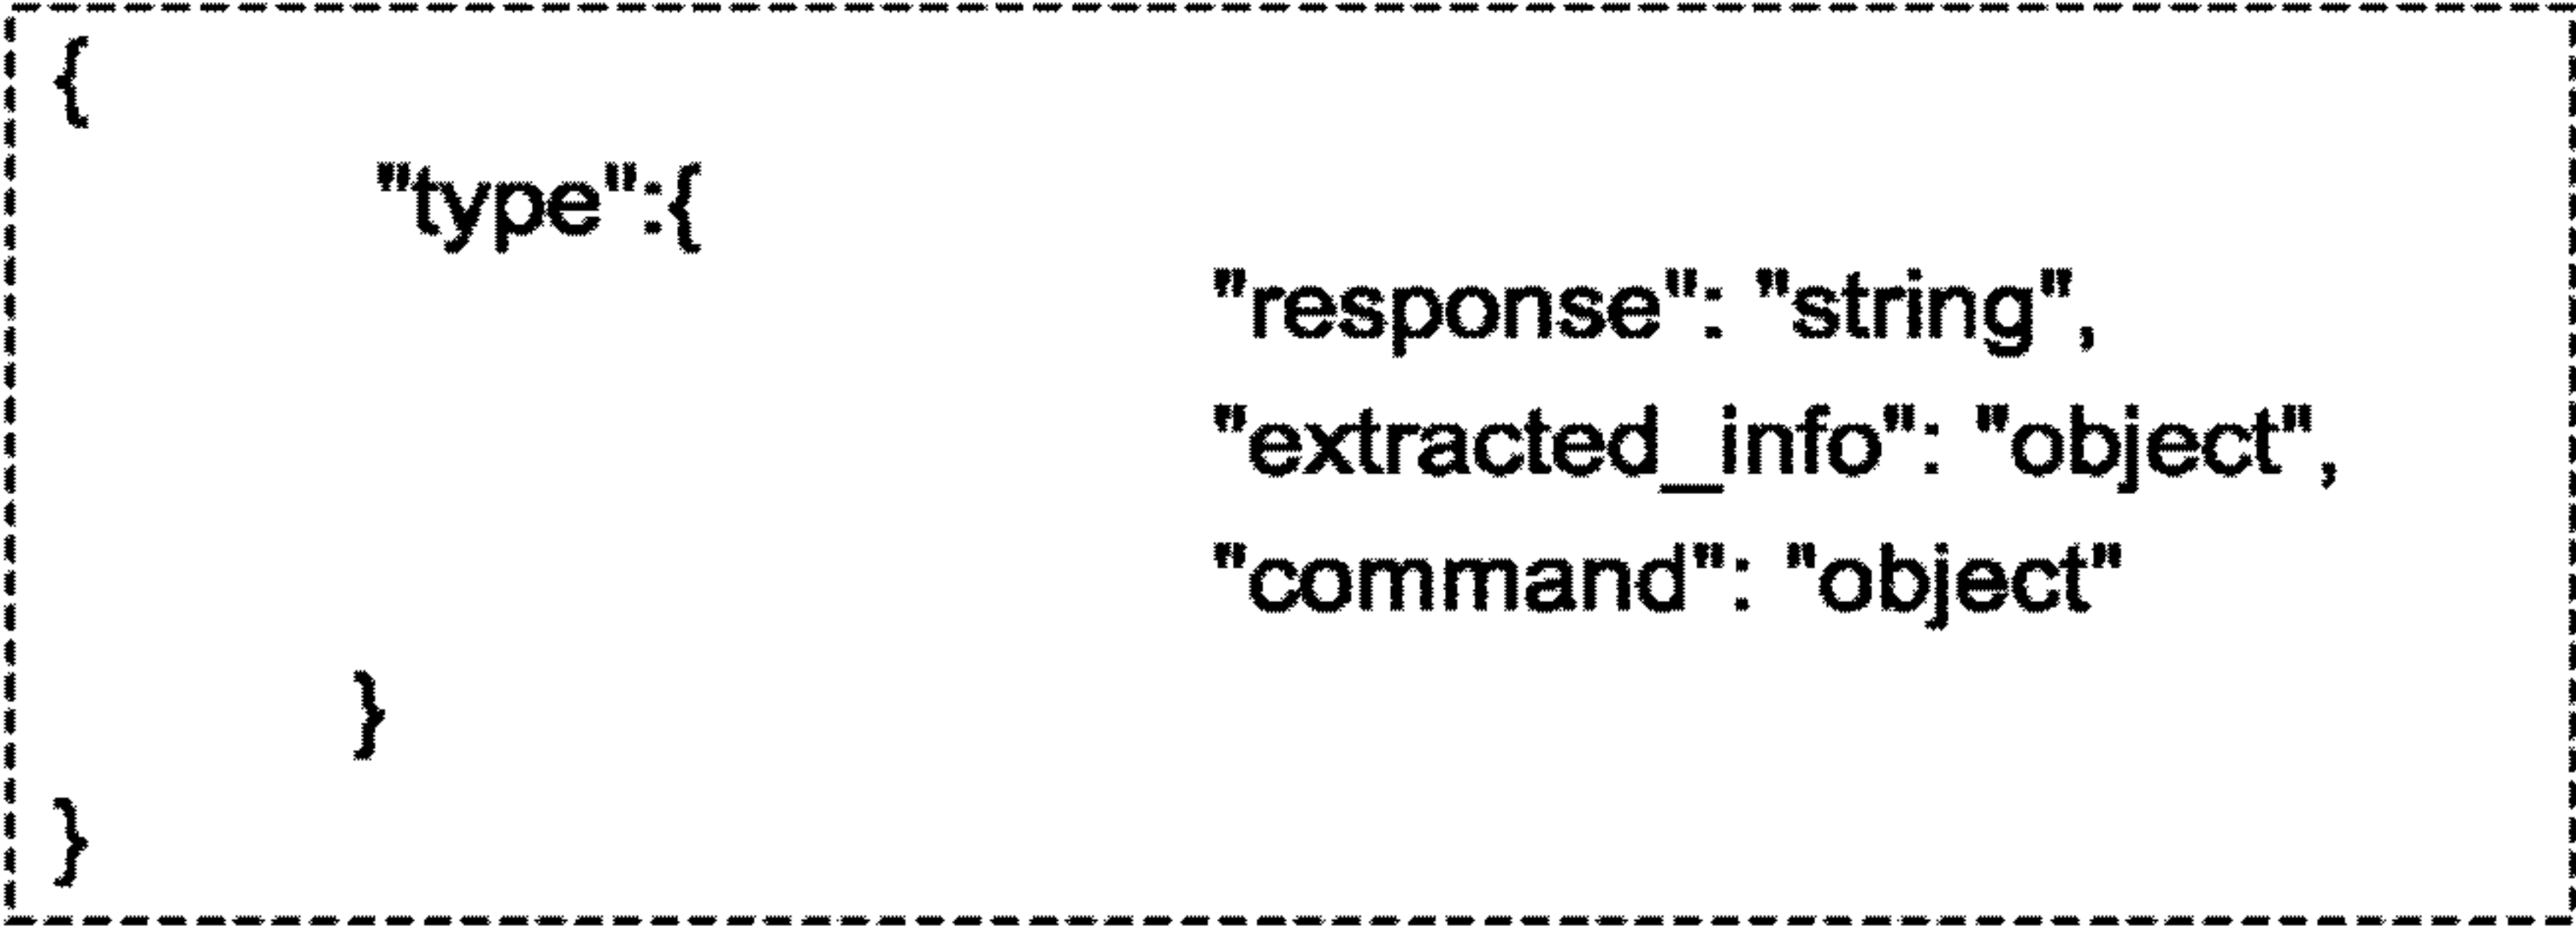 {
"type":{
"response": "string",
"extracted_info": "object",
"command": "object"
}
}